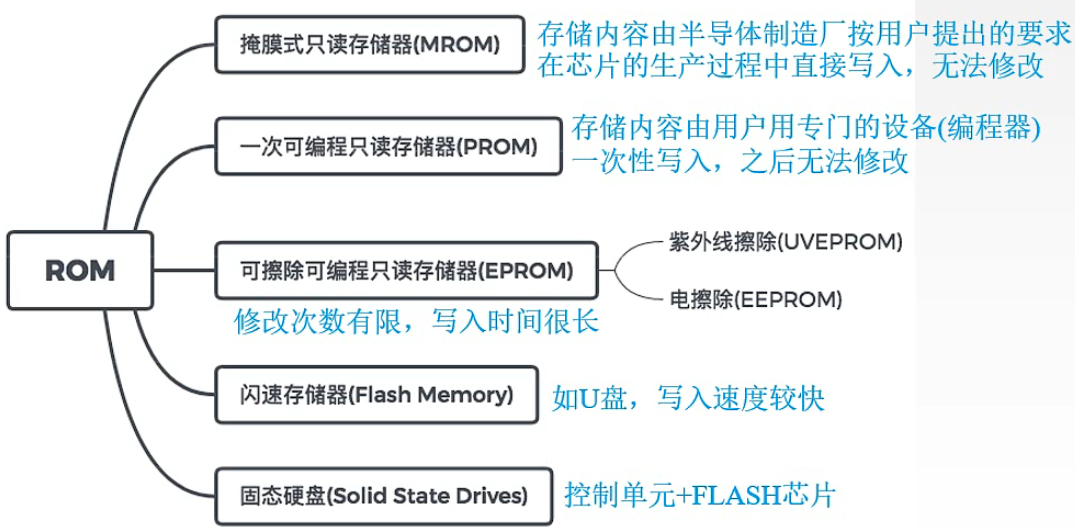 掩膜式只读存储器(MROM)
存储内容由半导体制造厂按用户提出的要求
在芯片的生产过程中直接写入，无法修改
一次可编程只读存储器(PROM)
存储内容由用户用专门的设备(编程器)
一次性写入，之后无法修改
ROM
可擦除可编程只读存储器(EPROM)
紫外线擦除(UVEPROM)
电擦除(EEPROM)
修改次数有限，写入时间很长
闪速存储器(Flash Memory)
如U盘，写入速度较快
固态硬盘(Solid State Drives)
控制单元+FLASH芯片